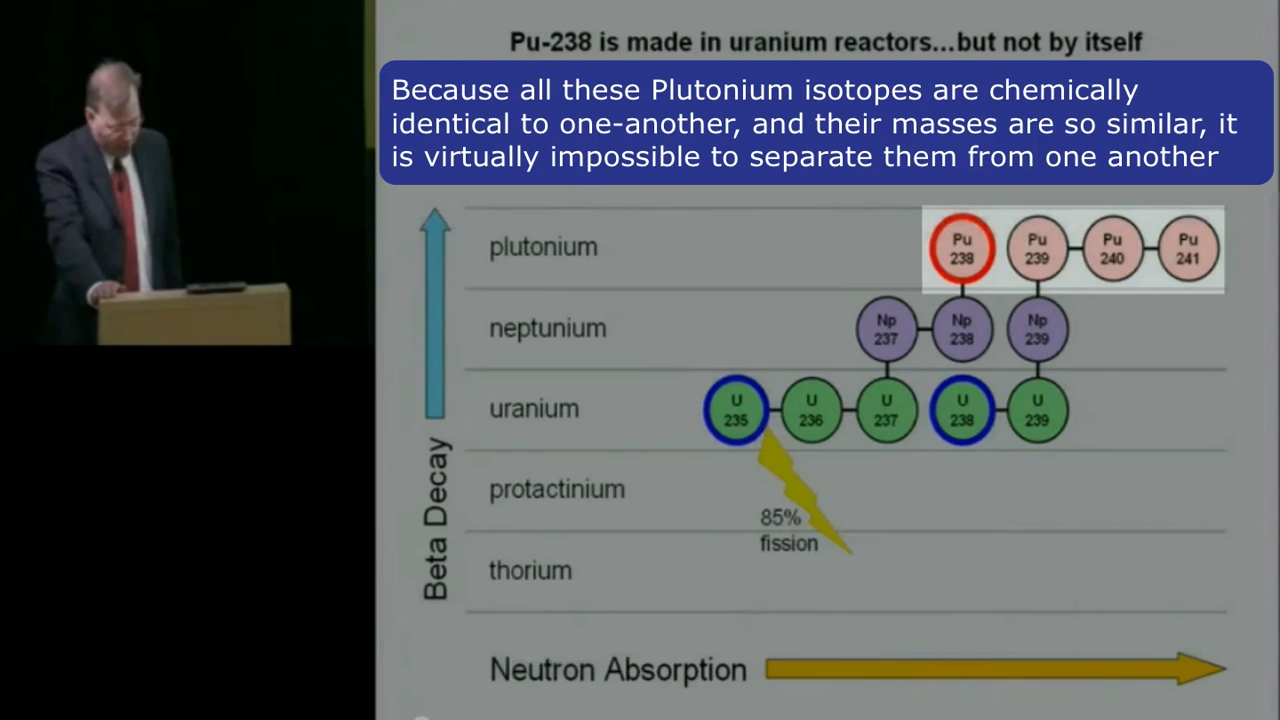 Pu-238 is made in uranium reactors...but not by itself
Because all these Plutonium isotopes are chemically
identical to one-another, and their masses are so similar, it
is virtually impossible to separate them from one another
plutonium
Pu 238
Pu 239
Pu 240
Pu 241
neptunium
Np 237
Np 238
Np 239
uranium
U 235
U 236
U 237
U 238
U 239
protactinium
85%
fission
thorium
Beta Decay
Neutron Absorption